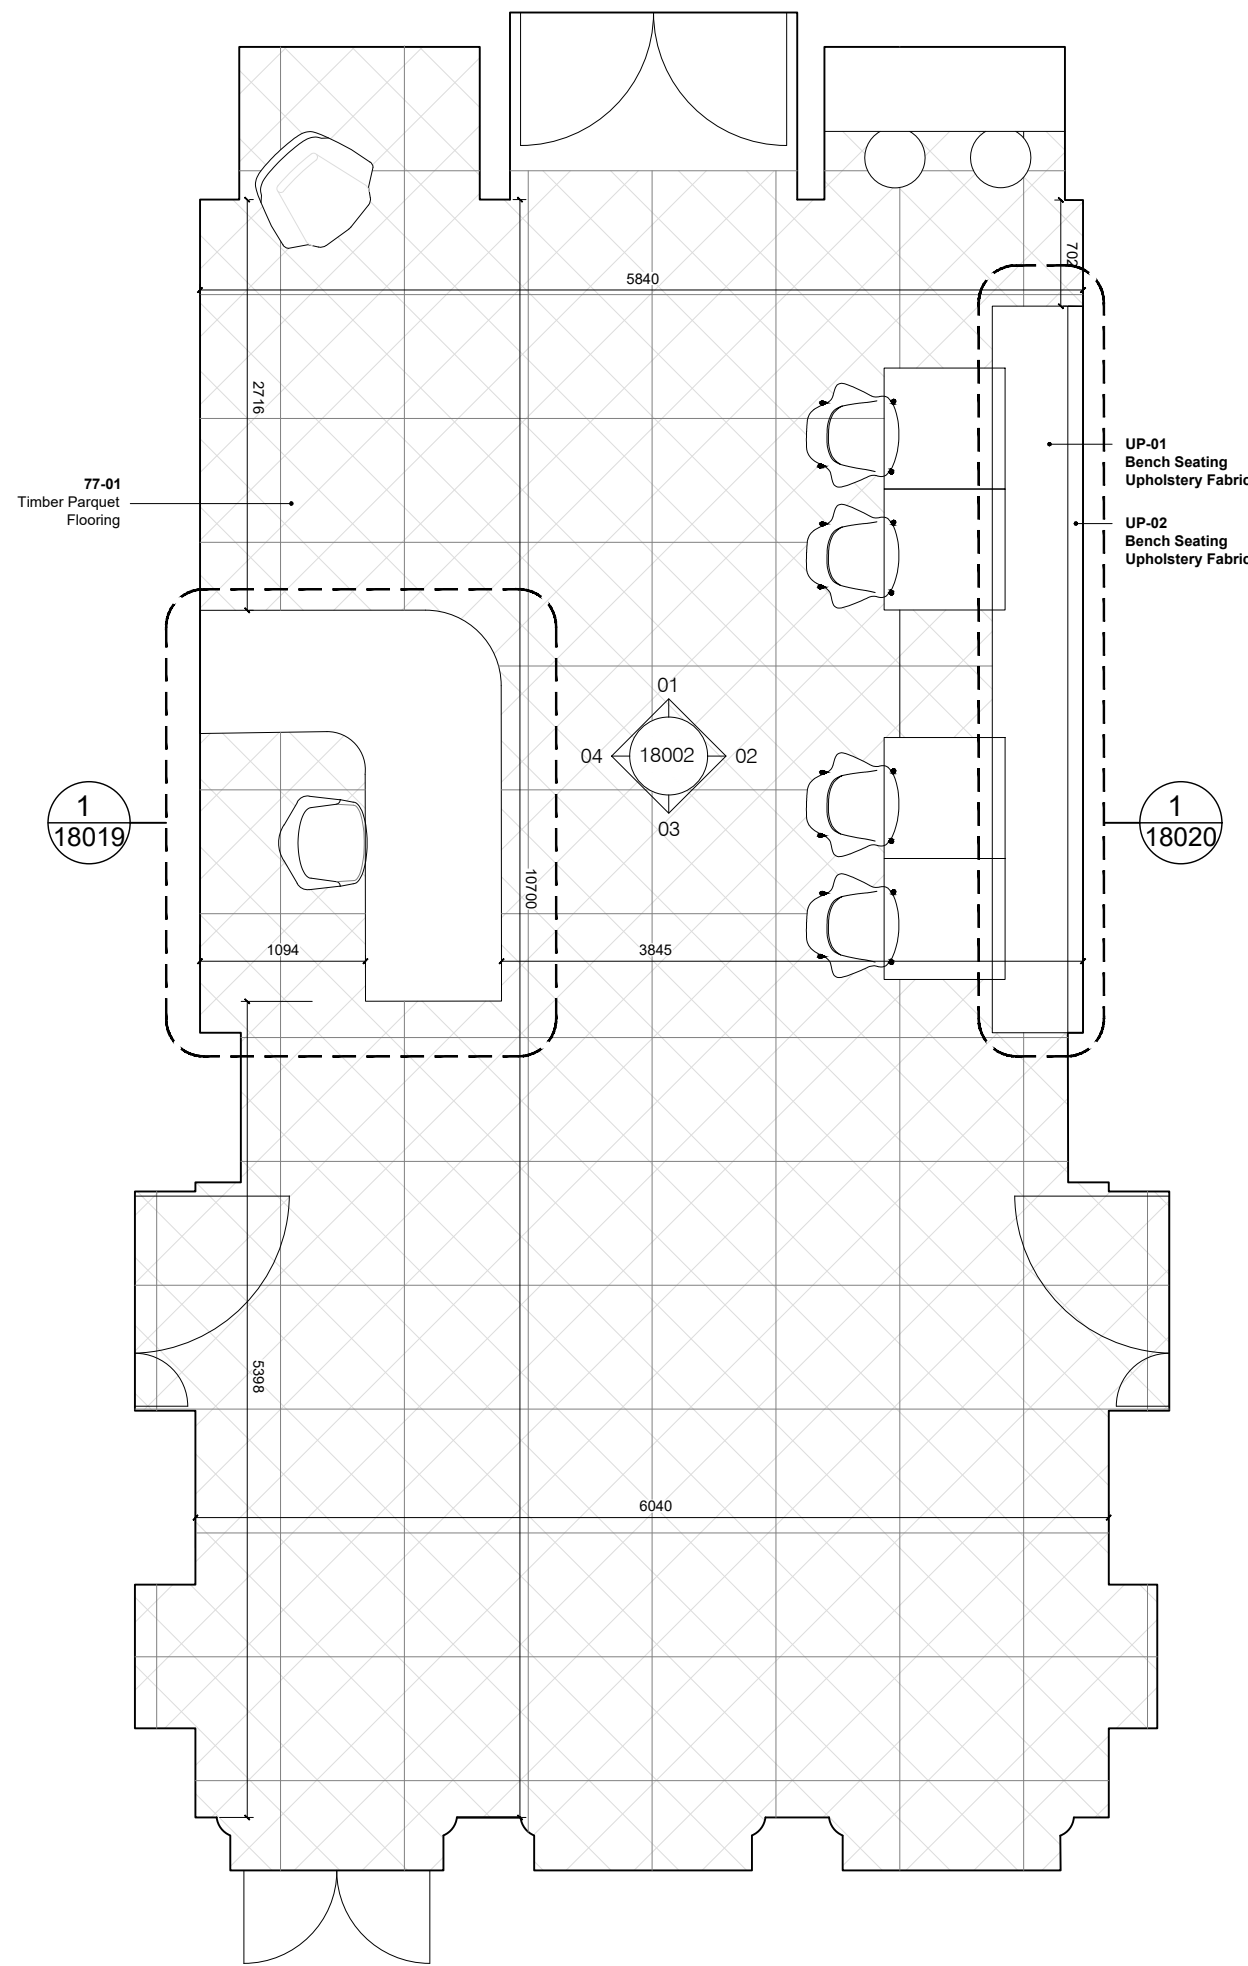 702
5840
2716
UP-01
Bench Seating
Upholstery Fabric
77-01
Timber Parquet
Flooring
UP-02
Bench Seating
Upholstery Fabric
01
04
18002
02
03
1
18019
1
18020
10700
1094
3845
5398
6040